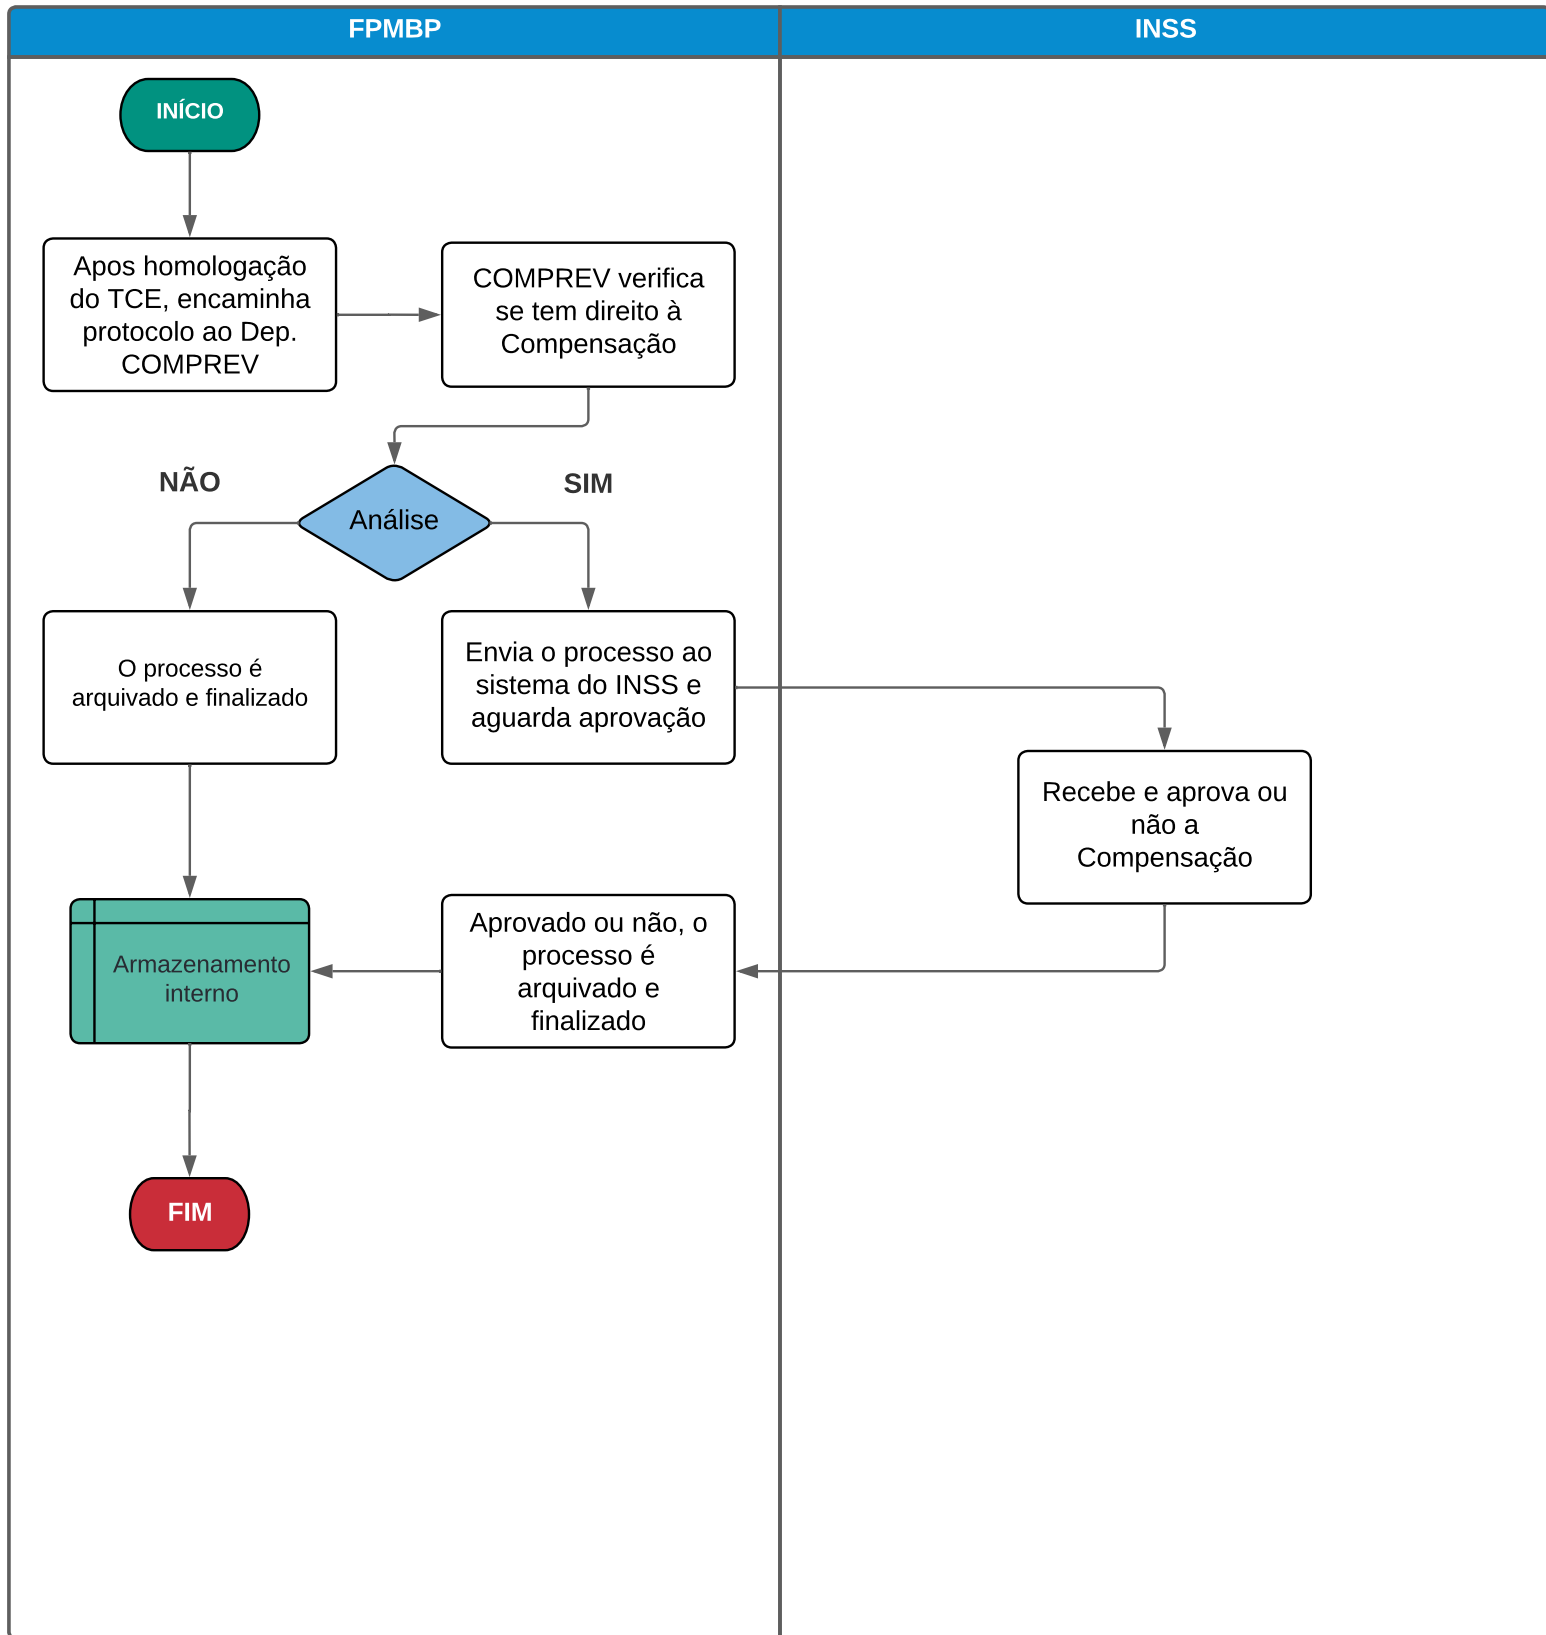 FPMBP
INSS
INÍCIO
Apos homologação
do TCE, encaminha
protocolo ao Dep.
COMPREV
COMPREV verifica
se tem direito à
Compensação
NÃO
SIM
Análise
O processo é
arquivado e finalizado
Envia o processo ao
sistema do INSS e
aguarda aprovação
Recebe e aprova ou
não a
Compensação
Aprovado ou não, o
processo é
arquivado e
finalizado
Armazenamento
interno
FIM